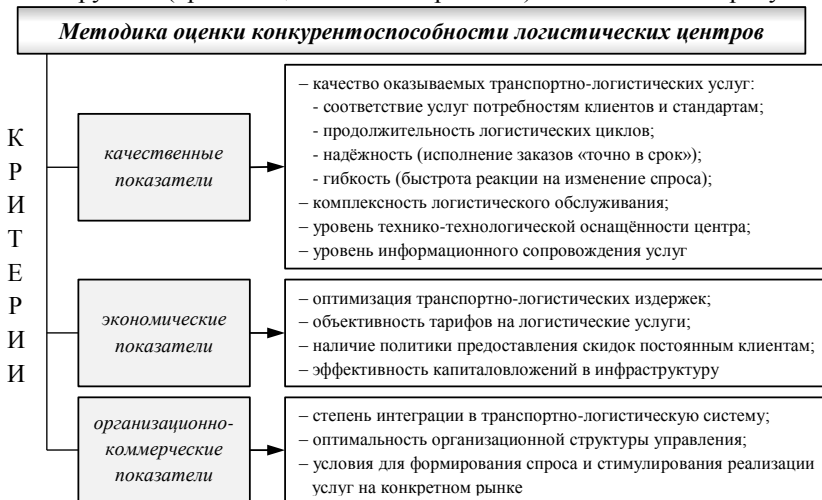 Методика оценки конкурентоспособности логистических центров
КРИТЕРИИ
качественные
показатели
– качество оказываемых транспортно-логистических услуг:
- соответствие услуг потребностям клиентов и стандартам;
- продолжительность логистических циклов;
- надёжность (исполнение заказов «точно в срок»);
- гибкость (быстрота реакции на изменение спроса);
– комплексность логистического обслуживания;
– уровень технико-технологической оснащённости центра;
– уровень информационного сопровождения услуг
экономические
показатели
– оптимизация транспортно-логистических издержек;
– объективность тарифов на логистические услуги;
– наличие политики предоставления скидок постоянным клиентам;
– эффективность капиталовложений в инфраструктуру
организационно-
коммерческие
показатели
– степень интеграции в транспортно-логистическую систему;
– оптимальность организационной структуры управления;
– условия для формирования спроса и стимулирования реализации
услуг на конкретном рынке